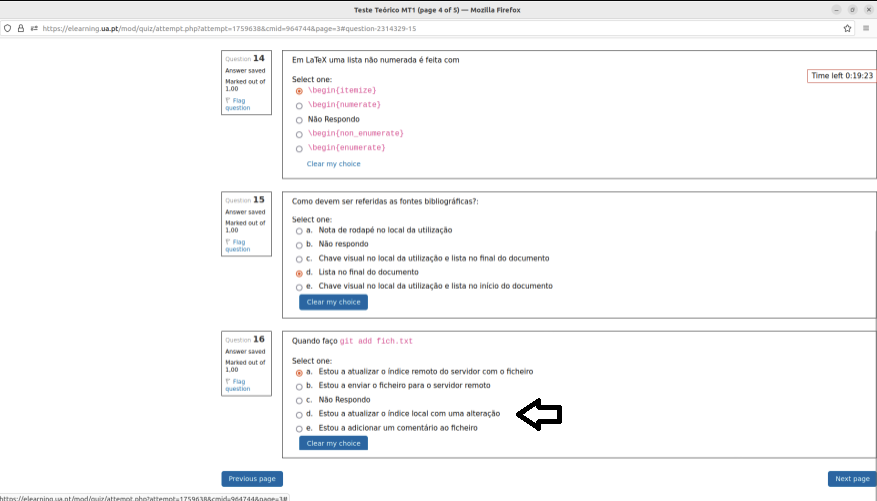 Teste Teórico MT1 (page 4 of 5) — Mozilla Firefox
https://elearning.ua.pt/mod/quiz/attempt.php?attempt=1759638&cmid=964744&page=3#question-2314329-15
Time left 0:19:23
Question 14
Answer saved
Marked out of
1.00
Flag
question
Em LaTeX uma lista não numerada é feita com
Select one:
\begin{itemize}
\begin{numerate}
Não Respondo
\begin{non_enumerate}
\begin{enumerate}
Clear my choice
Question 15
Answer saved
Marked out of
1.00
Flag
question
Como devem ser referidas as fontes bibliográficas?:
Select one:
a. Nota de rodapé no local da utilização
b. Não respondo
c. Chave visual no local da utilização e lista no final do documento
d. Lista no final do documento
e. Chave visual no local da utilização e lista no início do documento
Clear my choice
Question 16
Answer saved
Marked out of
1,00
Flag
question
Quando faço git add fich.txt
Select one:
a. Estou a atualizar o índice remoto do servidor com o ficheiro
b. Estou a enviar o ficheiro para o servidor remoto
c. Não Respondo
d. Estou a atualizar o índice local com uma alteração
e. Estou a adicionar um comentário ao ficheiro
Clear my choice
Previous page
Next page
https://elearning.ua.pt/mod/quiz/attempt.php?attempt=1759638&cmid=964744&page=3#